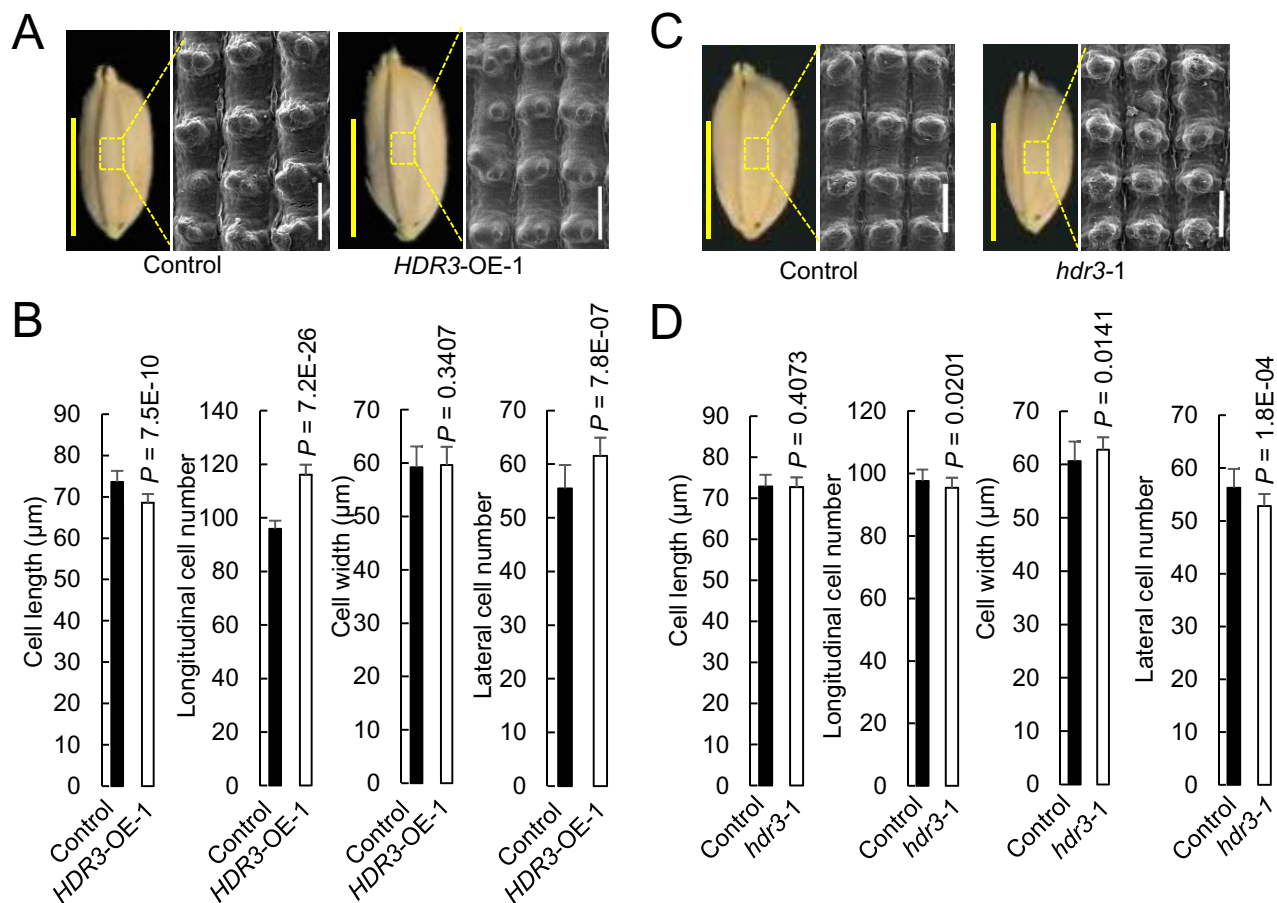 A
Control
HDR3-OE-1
C
Control
hdr3-1
B
Cell length (µm)
90
80
70
60
50
40
30
20
10
0
P = 7.5E-10
Control
HDR3-OE-1
Longitudinal cell number
140
120
100
80
60
40
20
0
P = 7.2E-26
Control
HDR3-OE-1
Cell width (µm)
70
60
50
40
30
20
10
0
P = 0.3407
Control
HDR3-OE-1
Lateral cell number
70
60
50
40
30
20
10
0
P = 7.8E-07
Control
HDR3-OE-1
D
Cell length (µm)
90
80
70
60
50
40
30
20
10
0
P = 0.4073
Control
hdr3-1
Longitudinal cell number
120
100
80
60
40
20
0
P = 0.0201
Control
hdr3-1
Cell width (µm)
70
60
50
40
30
20
10
0
P = 0.0141
Control
hdr3-1
Lateral cell number
70
60
50
40
30
20
10
0
P = 1.8E-04
Control
hdr3-1